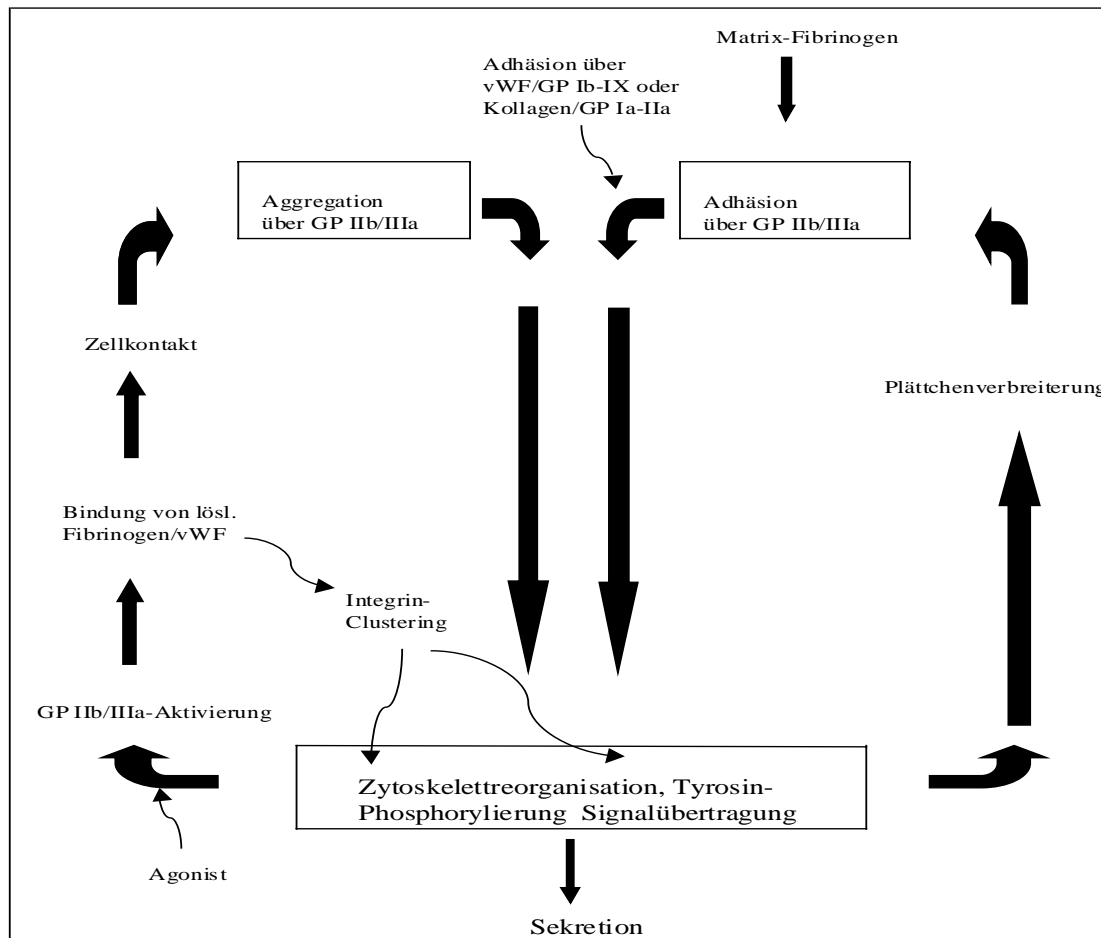 Matrix-Fibrinogen
Adhäsion über
vWF/GP Ib-IX oder
Kollagen/GP Ia-IIa
Aggregation
über GP IIb/IIIa
Adhäsion
über GP IIb/IIIa
Zellkontakt
Plättchenverbreiterung
Bindung von lösl.
Fibrinogen/vWF
Integrin-
Clustering
GP IIb/IIIa-Aktivierung
Zytoskelettreorganisation, Tyrosin-
Phosphorylierung Signalübertragung
Agonist
Sekretion